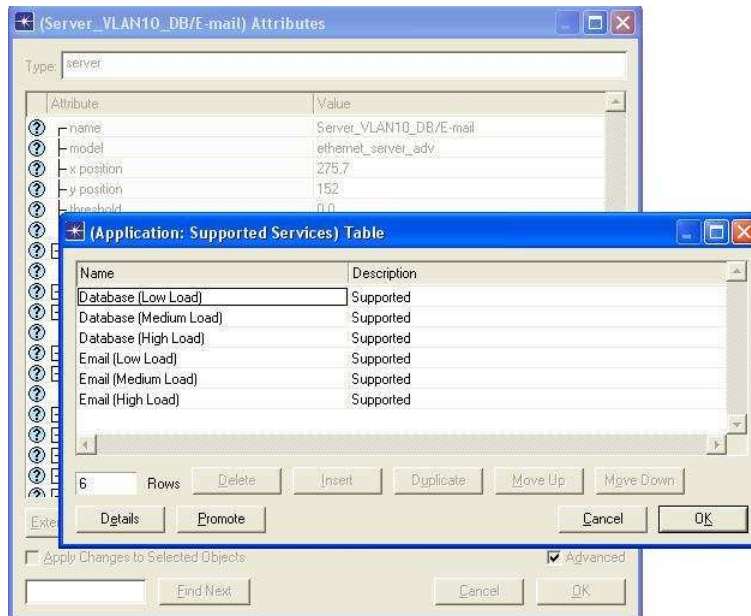 (Server_VLAN10_DB/E-mail) Attributes
Type: server
Attribute Value
name Server_VLAN10_DB/E-mail
model ethernet_server_adv
x position 275,7
y position 152
threshold 0.0
(Application: Supported Services) Table
Name Description
Database (Low Load) Supported
Database (Medium Load) Supported
Database (High Load) Supported
Email (Low Load) Supported
Email (Medium Load) Supported
Email (High Load) Supported
6 Rows Delete Insert Duplicate Move Up Move Down
Details Promote Cancel OK
Apply Changes to Selected Objects Advanced
Find Next Cancel OK